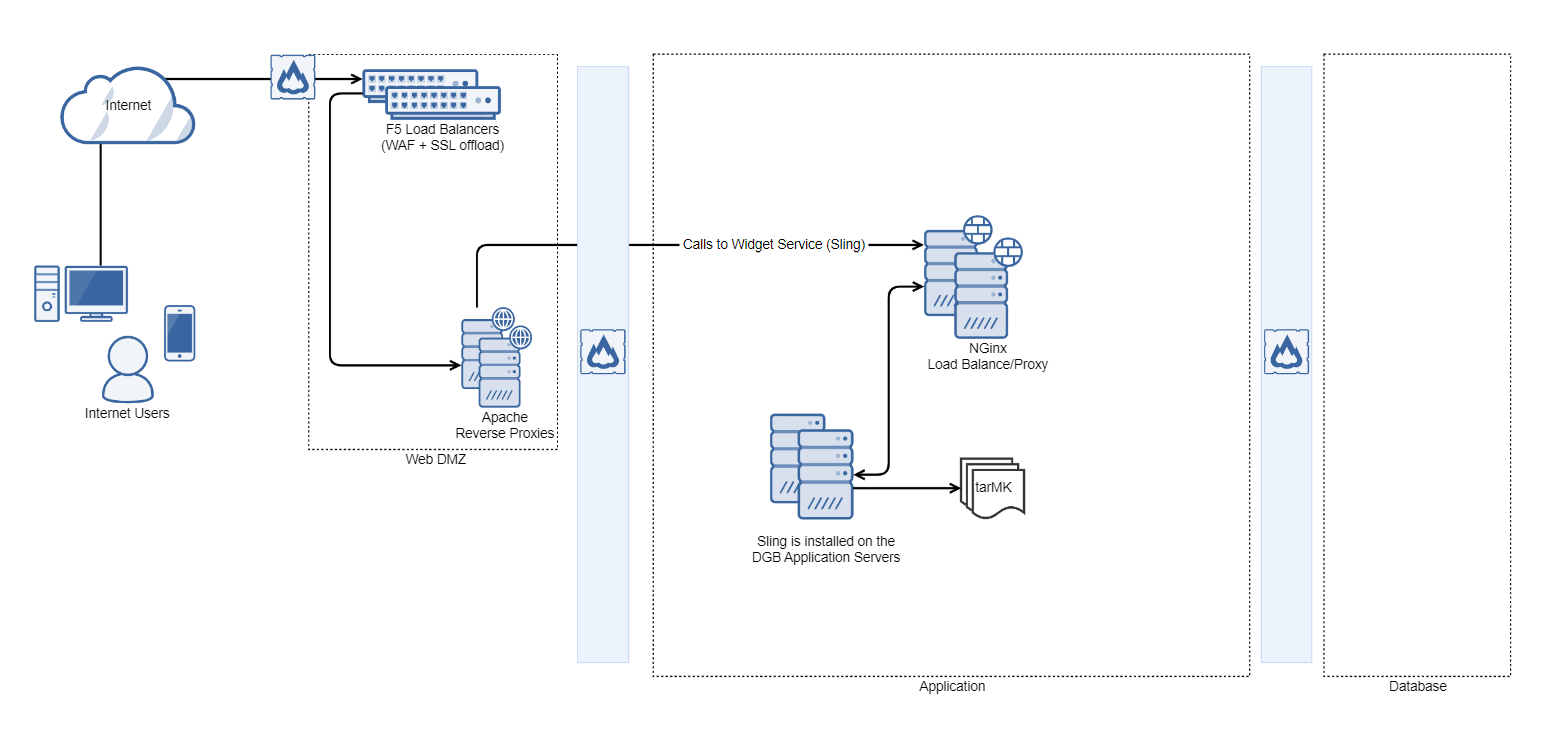 Internet
F5 Load Balancers
(WAF + SSL offload)
Calls to Widget Service (Sling)
NGinx
Load Balance/Proxy
Internet Users
Apache
Reverse Proxies
Web DMZ
tarMK
Sling is installed on the
DGB Application Servers
Application
Database